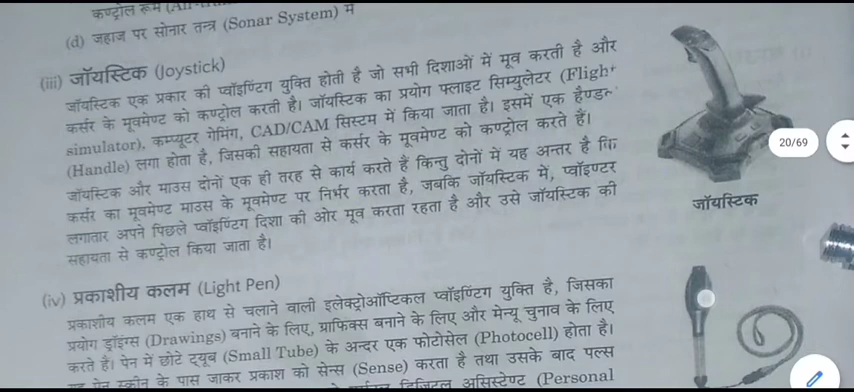 कण्ट्रोल रूम
(d) जहाज पर सोनार तन्त्र (Sonar System) में
(iii) जॉयस्टिक (Joystick)
जॉयस्टिक एक प्रकार की प्वॉइण्टिंग युक्ति होती है जो सभी दिशाओं में मूव करती है और
कर्सर के मूवमेण्ट को कण्ट्रोल करती है। जॉयस्टिक का प्रयोग फ्लाइट सिम्युलेटर (Flight
simulator), कम्प्यूटर गेमिंग, CAD/CAM सिस्टम में किया जाता है। इसमें एक हैण्डल
(Handle) लगा होता है, जिसकी सहायता से कर्सर के मूवमेण्ट को कण्ट्रोल करते हैं।
जॉयस्टिक और माउस दोनों एक ही तरह से कार्य करते हैं किन्तु दोनों में यह अन्तर है कि
कर्सर का मूवमेण्ट माउस के मूवमेण्ट पर निर्भर करता है, जबकि जॉयस्टिक में, प्वॉइण्टर
लगातार अपने पिछले प्वॉइण्टिंग दिशा की ओर मूव करता रहता है और उसे जॉयस्टिक की
सहायता से कण्ट्रोल किया जाता है।
जॉयस्टिक
20/69
(iv) प्रकाशीय कलम (Light Pen)
प्रकाशीय कलम एक हाथ से चलाने वाली इलेक्ट्रोऑप्टिकल प्वॉइण्टिंग युक्ति है, जिसका
प्रयोग ड्रॉइंग्स (Drawings) बनाने के लिए, ग्राफिक्स बनाने के लिए और मेन्यू चुनाव के लिए
करते हैं। पेन में छोटे ट्यूब (Small Tube) के अन्दर एक फोटोसेल (Photocell) होता है।
यह पेन स्क्रीन के पास जाकर प्रकाश को सेन्स (Sense) करता है तथा उसके बाद पल्स
डिजिटल असिस्टेण्ट (Personal